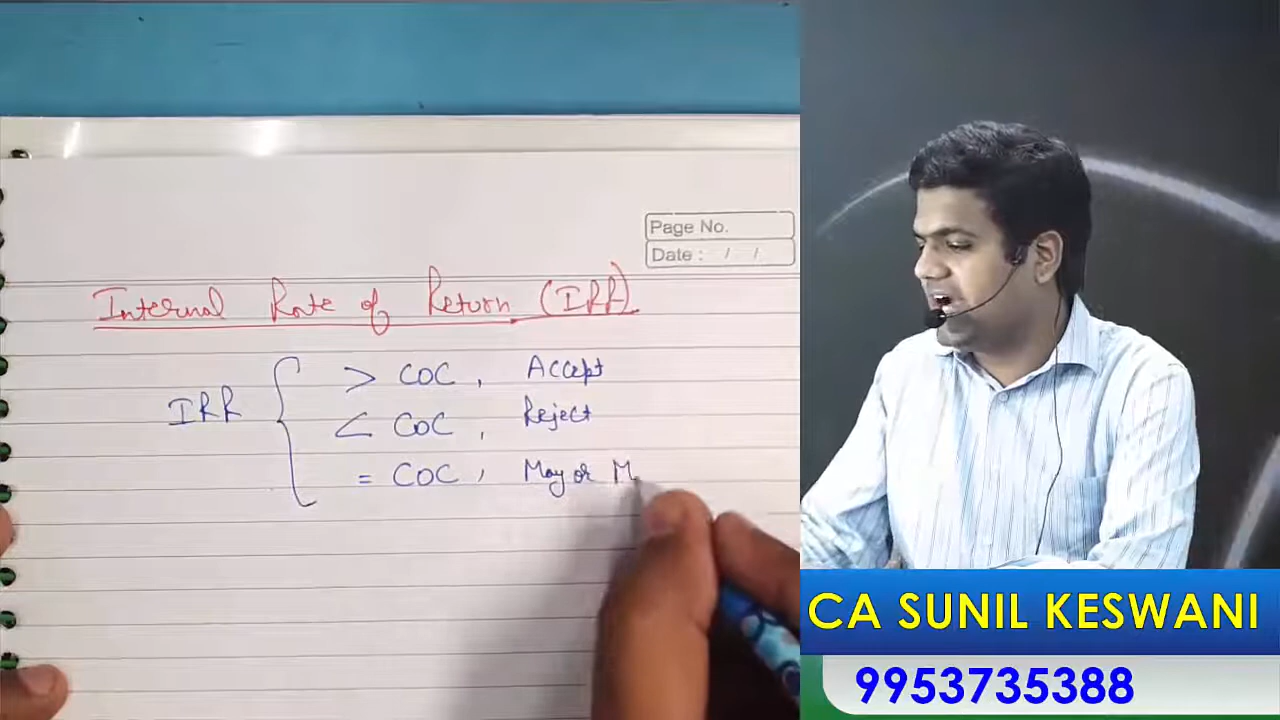 Page No.
Date : / /
Internal Rate of Return (IRR)
IRR
> COC , Accept
< COC , Reject
= COC , May or M
CA SUNIL KESWANI
9953735388